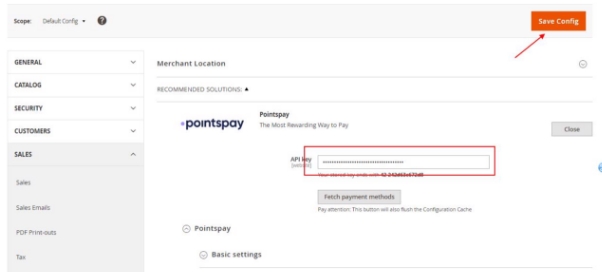 Scope: Default Config
Save Config
GENERAL
CATALOG
SECURITY
CUSTOMERS
SALES
Sales
Sales Emails
PDF Print-outs
Tax
Merchant Location
RECOMMENDED SOLUTIONS:
pointspay
Pointspay
The Most Rewarding Way to Pay
Close
API key
[website]
Your stored key ends with
Fetch payment methods
Pay attention: This button will also flush the Configuration Cache
Pointspay
Basic settings